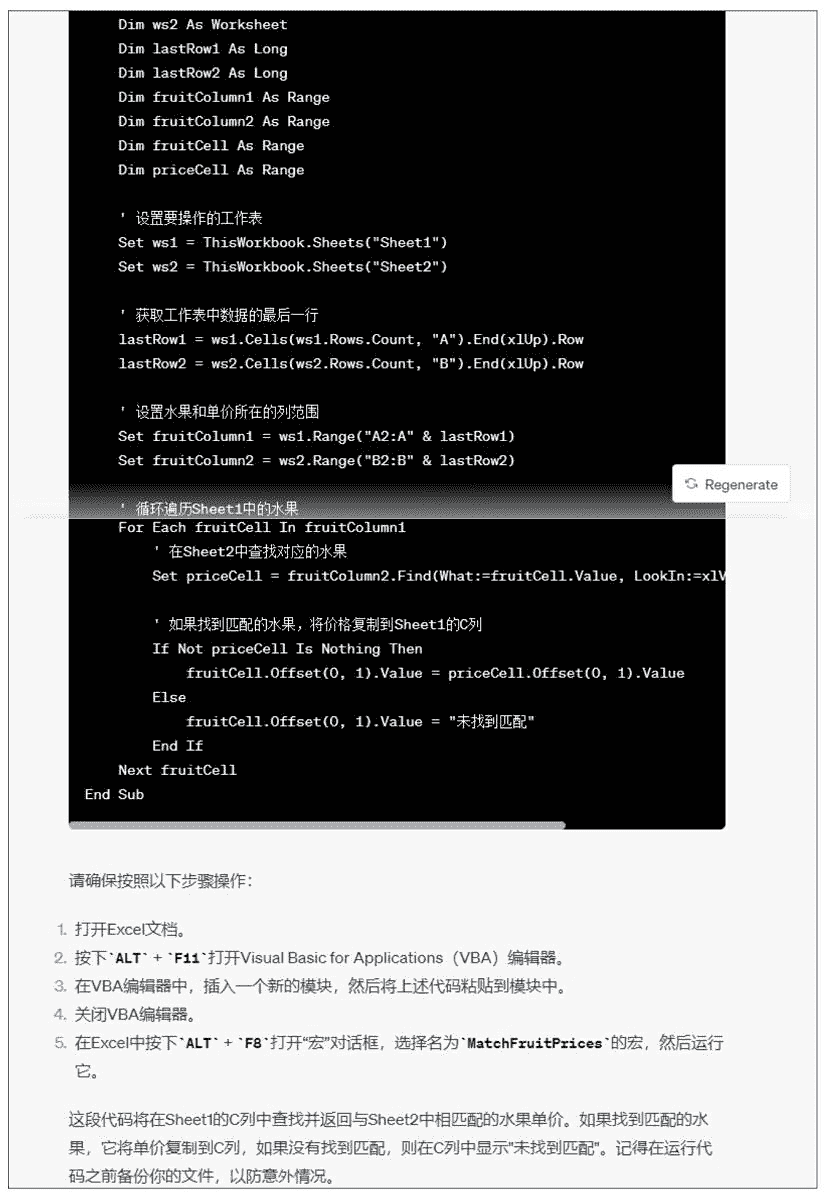 Dim ws2 As Worksheet
Dim lastRow1 As Long
Dim lastRow2 As Long
Dim fruitColumn1 As Range
Dim fruitColumn2 As Range
Dim fruitCell As Range
Dim priceCell As Range
' 设置要操作的工作表
Set ws1 = ThisWorkbook.Sheets("Sheet1")
Set ws2 = ThisWorkbook.Sheets("Sheet2")
' 获取工作表中数据的最后一行
lastRow1 = ws1.Cells(ws1.Rows.Count, "A").End(xlUp).Row
lastRow2 = ws2.Cells(ws2.Rows.Count, "B").End(xlUp).Row
' 设置水果和单价所在的列范围
Set fruitColumn1 = ws1.Range("A2:A" & lastRow1)
Set fruitColumn2 = ws2.Range("B2:B" & lastRow2)
Regenerate
' 循环遍历Sheet1中的水果
For Each fruitCell In fruitColumn1
' 在Sheet2中查找对应的水果
Set priceCell = fruitColumn2.Find(What:=fruitCell.Value, LookIn:=xlV
' 如果找到匹配的水果，将价格复制到Sheet1的C列
If Not priceCell Is Nothing Then
fruitCell.Offset(0, 1).Value = priceCell.Offset(0, 1).Value
Else
fruitCell.Offset(0, 1).Value = "未找到匹配"
End If
Next fruitCell
End Sub
请确保按照以下步骤操作：
1. 打开Excel文档。
2. 按下`ALT` + `F11`打开Visual Basic for Applications（VBA）编辑器。
3. 在VBA编辑器中，插入一个新的模块，然后将上述代码粘贴到模块中。
4. 关闭VBA编辑器。
5. 在Excel中按下`ALT` + `F8`打开“宏”对话框，选择名为`MatchFruitPrices`的宏，然后运行
它。
这段代码将在Sheet1的C列中查找并返回与Sheet2中相匹配的水果单价。如果找到匹配的水
果，它将单价复制到C列，如果没有找到匹配，则在C列中显示"未找到匹配"。记得在运行代
码之前备份你的文件，以防意外情况。